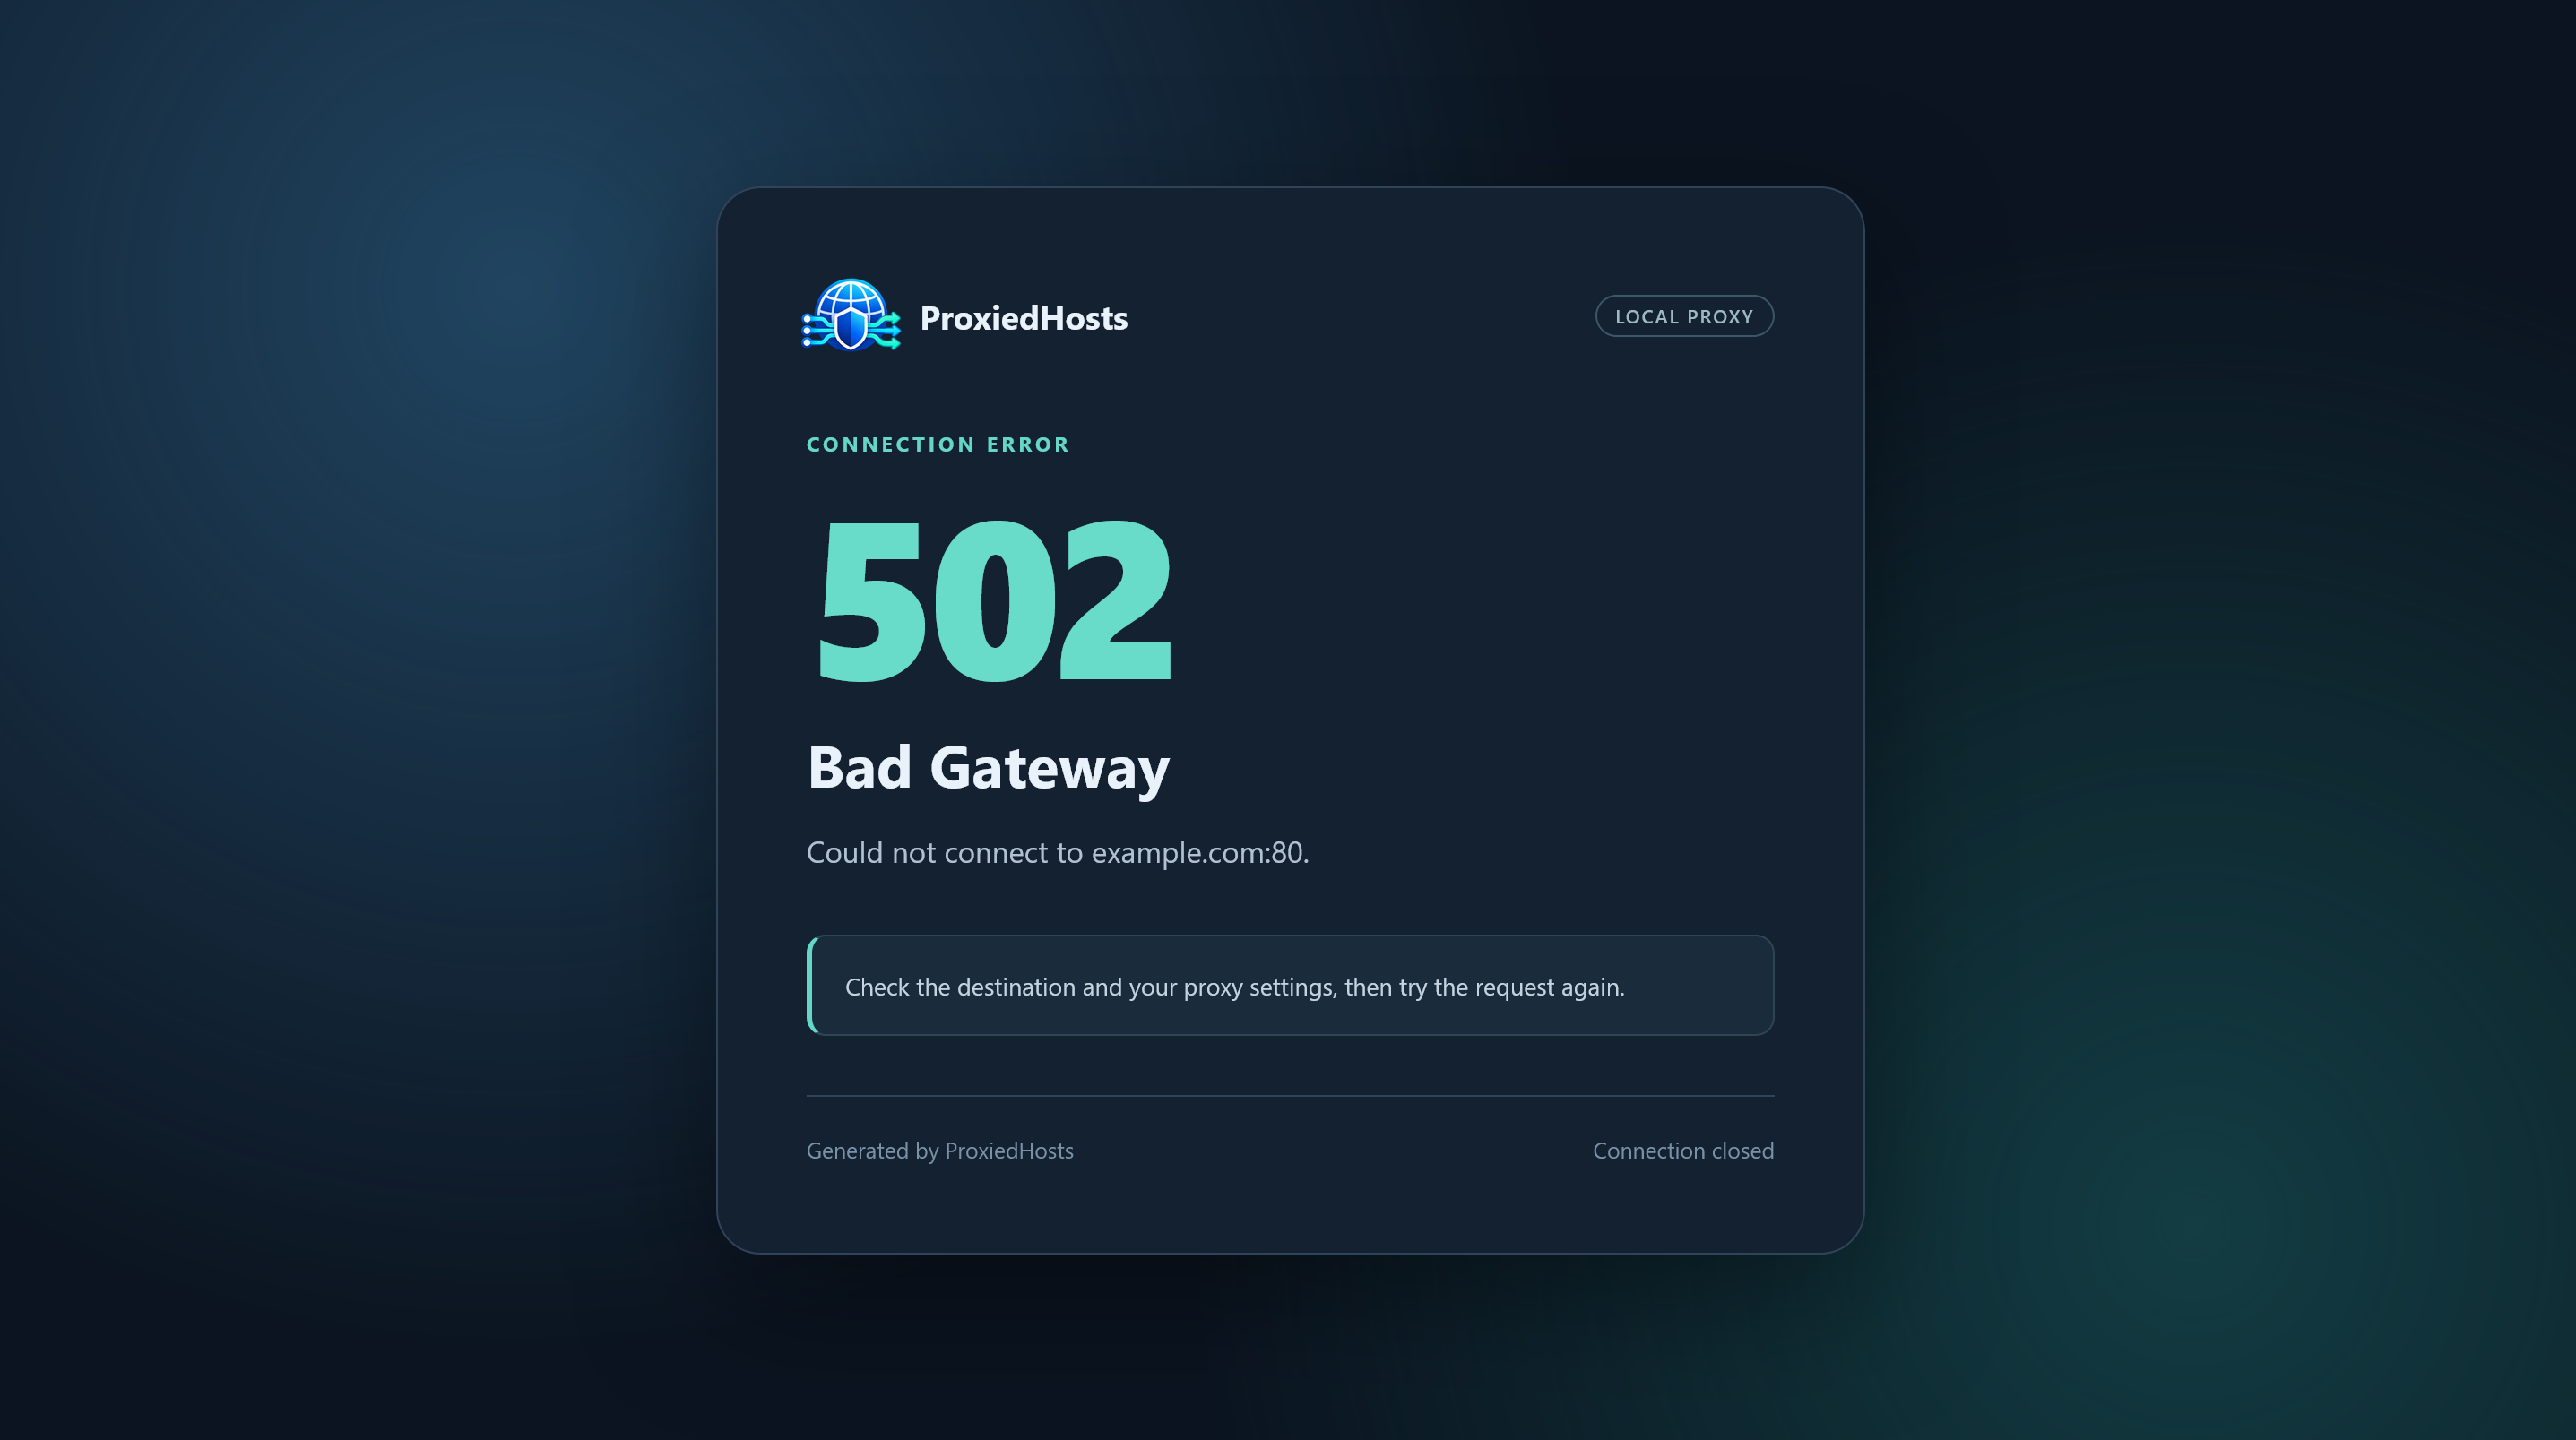 ProxiedHosts
LOCAL PROXY
CONNECTION ERROR
502
Bad Gateway
Could not connect to example.com:80.
Check the destination and your proxy settings, then try the request again.
Generated by ProxiedHosts
Connection closed